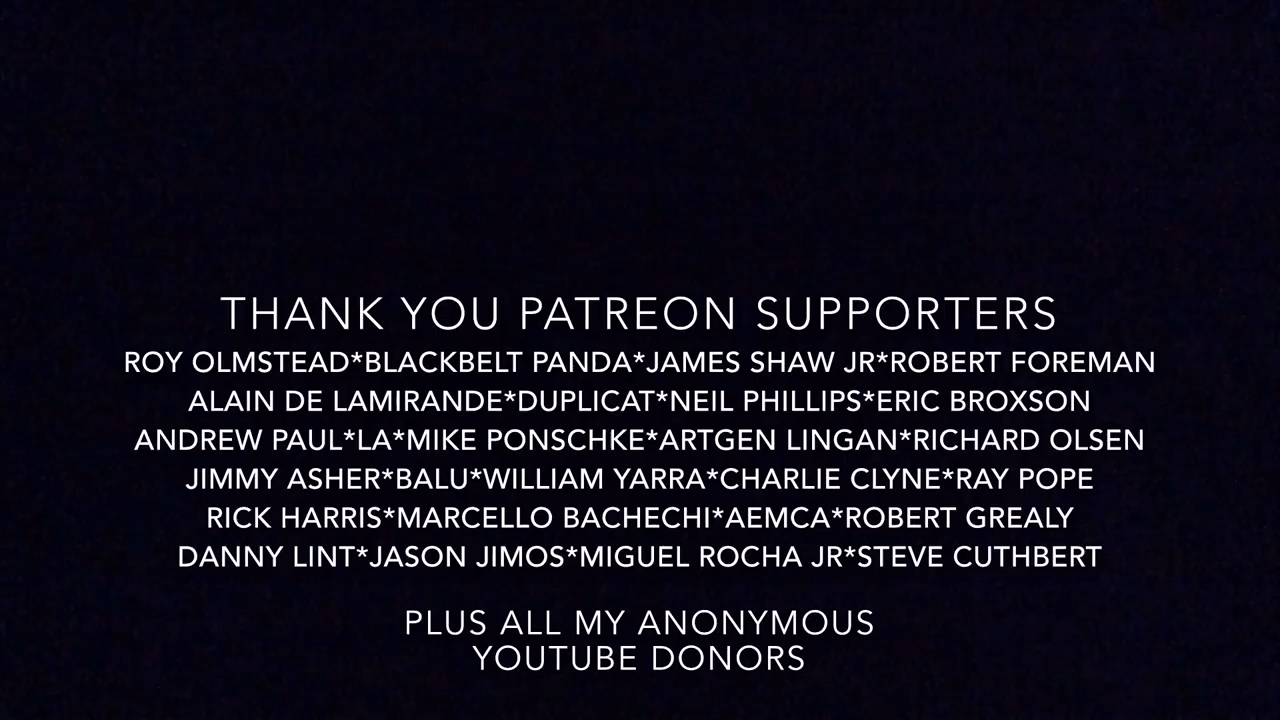 THANK YOU PATREON SUPPORTERS
ROY OLMSTEAD*BLACKBELT PANDA*JAMES SHAW JR*ROBERT FOREMAN
ALAIN DE LAMIRANDE*DUPLICAT*NEIL PHILLIPS*ERIC BROXSON
ANDREW PAUL*LA*MIKE PONSCHKE*ARTGEN LINGAN*RICHARD OLSEN
JIMMY ASHER*BALU*WILLIAM YARRA*CHARLIE CLYNE*RAY POPE
RICK HARRIS*MARCELLO BACHECHI*AEMCA*ROBERT GREALY
DANNY LINT*JASON JIMOS*MIGUEL ROCHA JR*STEVE CUTHBERT
PLUS ALL MY ANONYMOUS
YOUTUBE DONORS